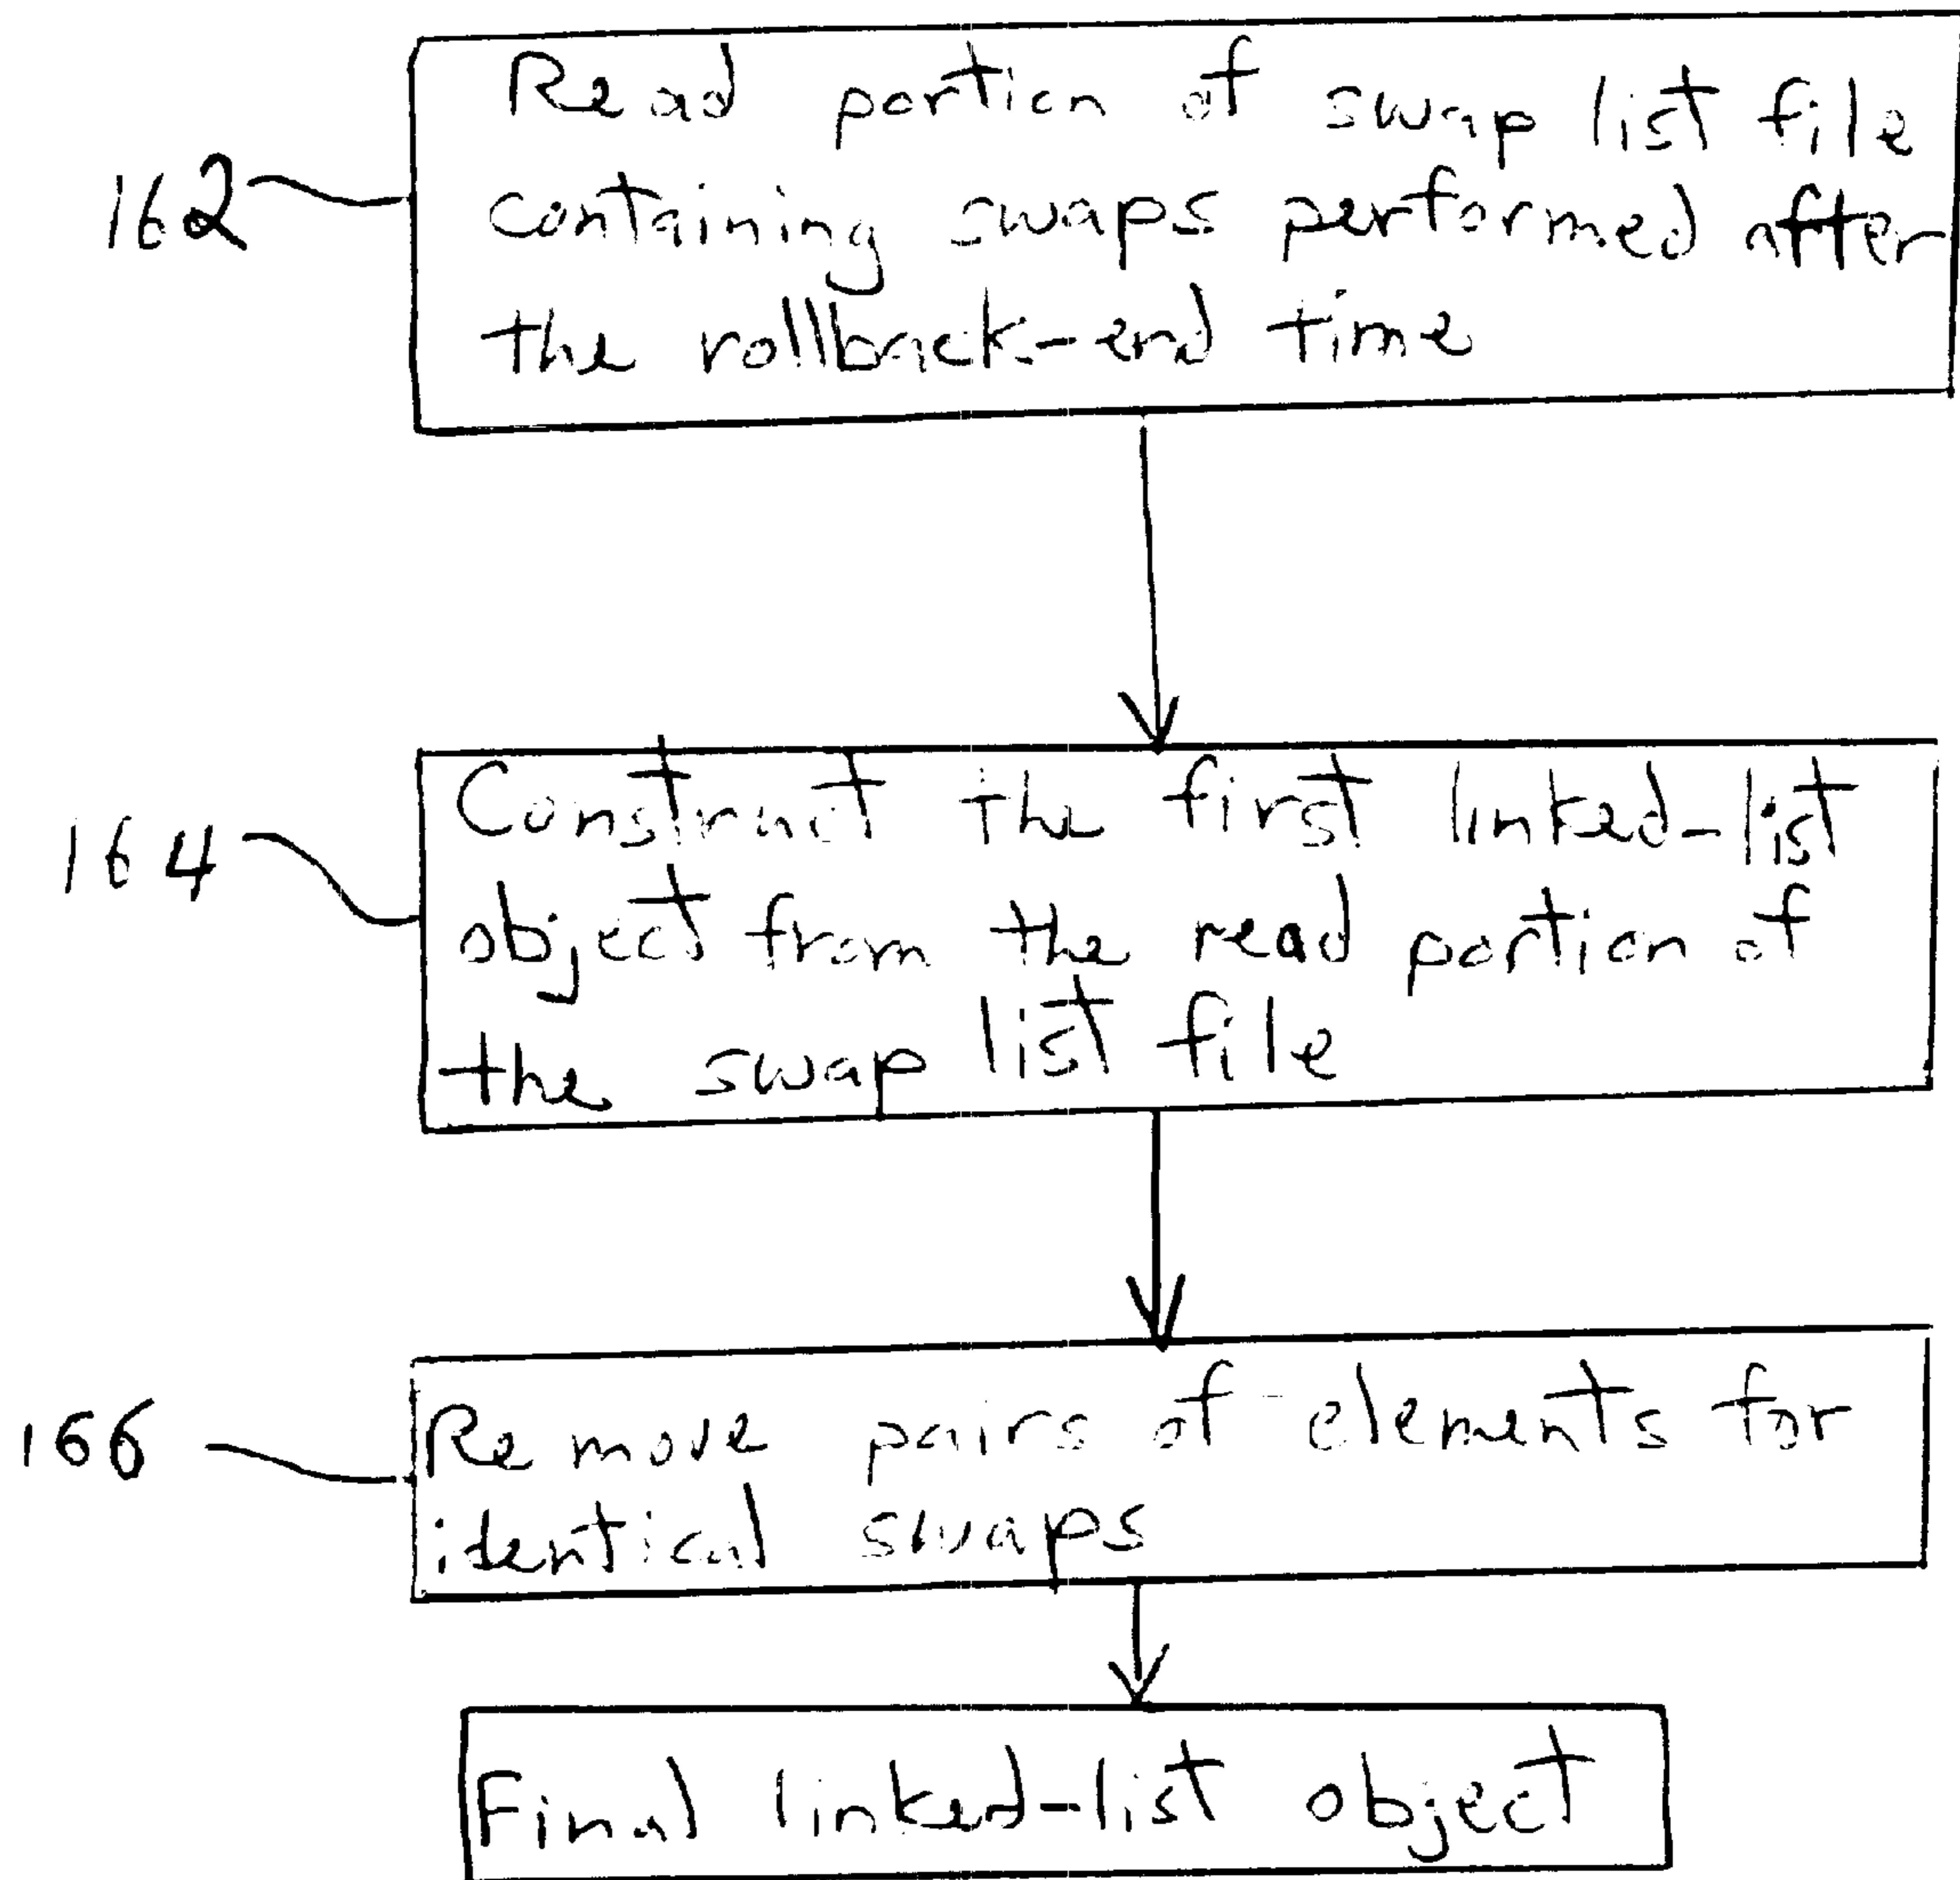 162
Read portion of swap list file
containing swaps performed after
the rollback-end time
164
Construct the first linked-list
object from the read portion of
the swap list file
166
Remove pairs of elements for
identical swaps
Final linked-list object